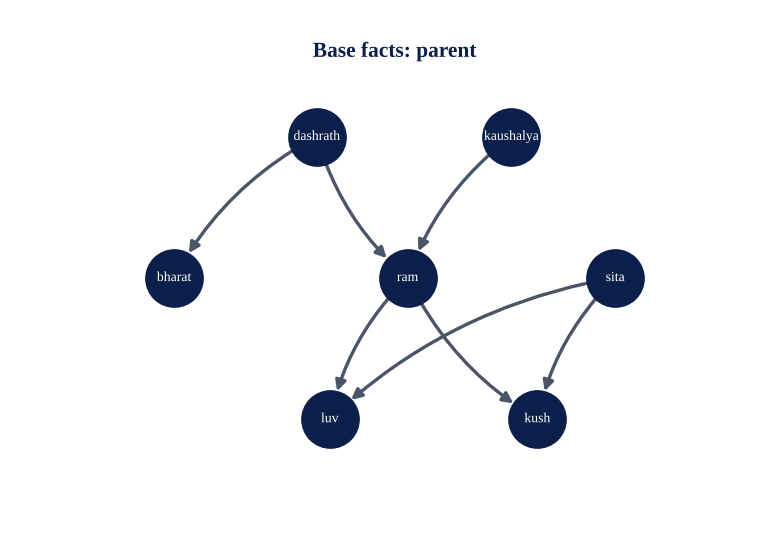 Base facts: parent
dashrath
kaushalya
bharat
ram
sita
luv
kush